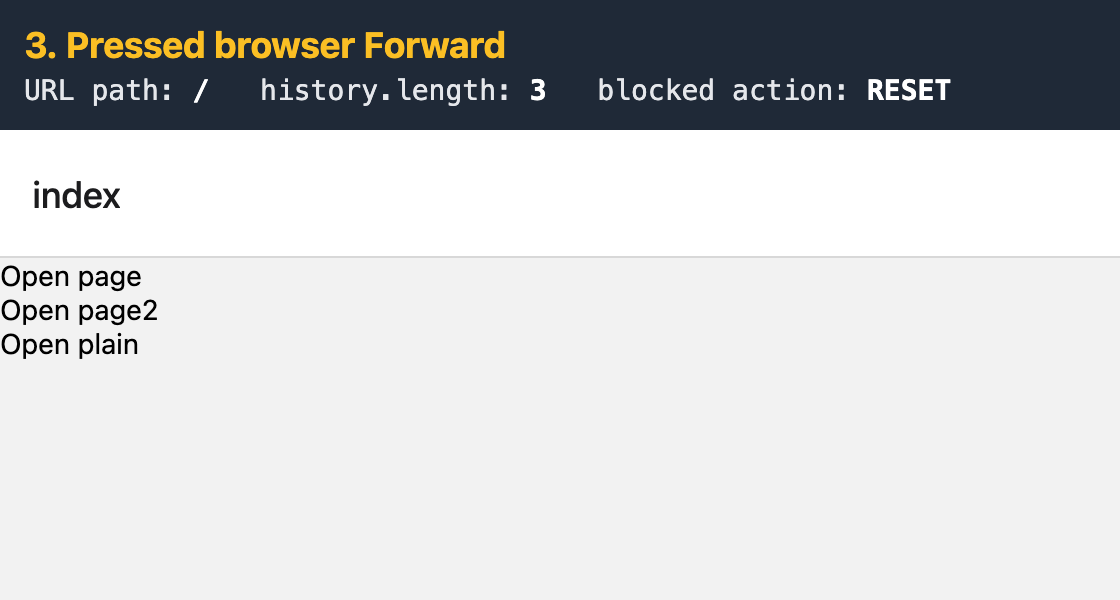 3. Pressed browser Forward
URL path: / history.length: 3 blocked action: RESET
index
Open page
Open page2
Open plain